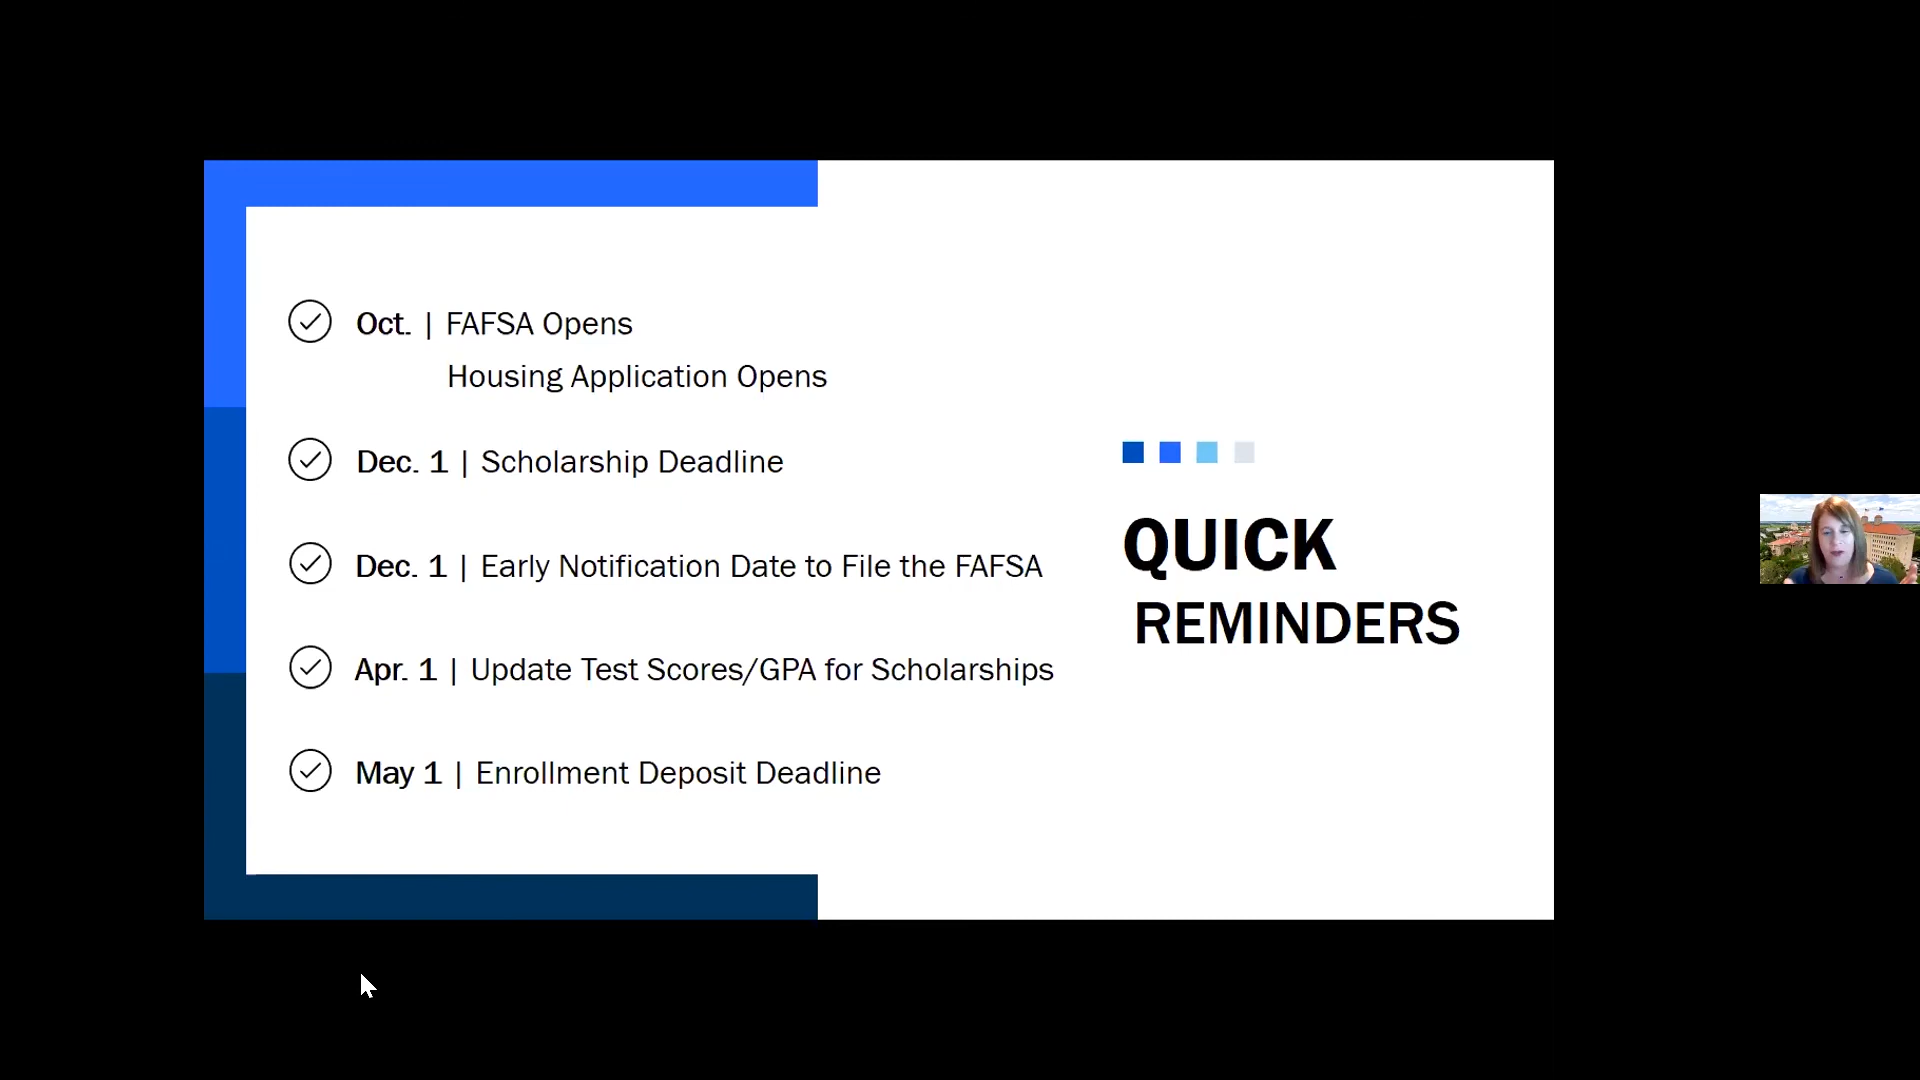 Oct. | FAFSA Opens
Housing Application Opens
Dec. 1 | Scholarship Deadline
Dec. 1 | Early Notification Date to File the FAFSA
Apr. 1 | Update Test Scores/GPA for Scholarships
May 1 | Enrollment Deposit Deadline
QUICK
REMINDERS